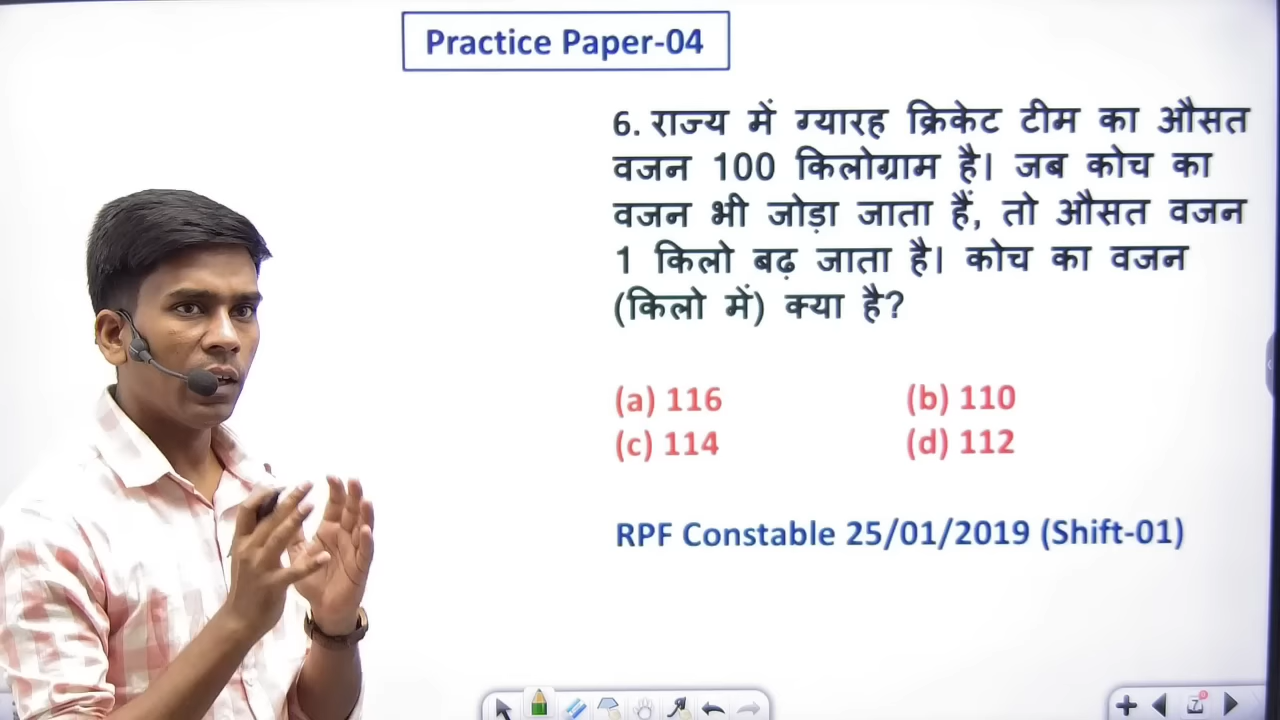 Practice Paper-04
6. राज्य में ग्यारह क्रिकेट टीम का औसत
वजन 100 किलोग्राम है। जब कोच का
वजन भी जोड़ा जाता हैं, तो औसत वजन
1 किलो बढ़ जाता है। कोच का वजन
(किलो में) क्या है?
(a) 116 (b) 110
(c) 114 (d) 112
RPF Constable 25/01/2019 (Shift-01)